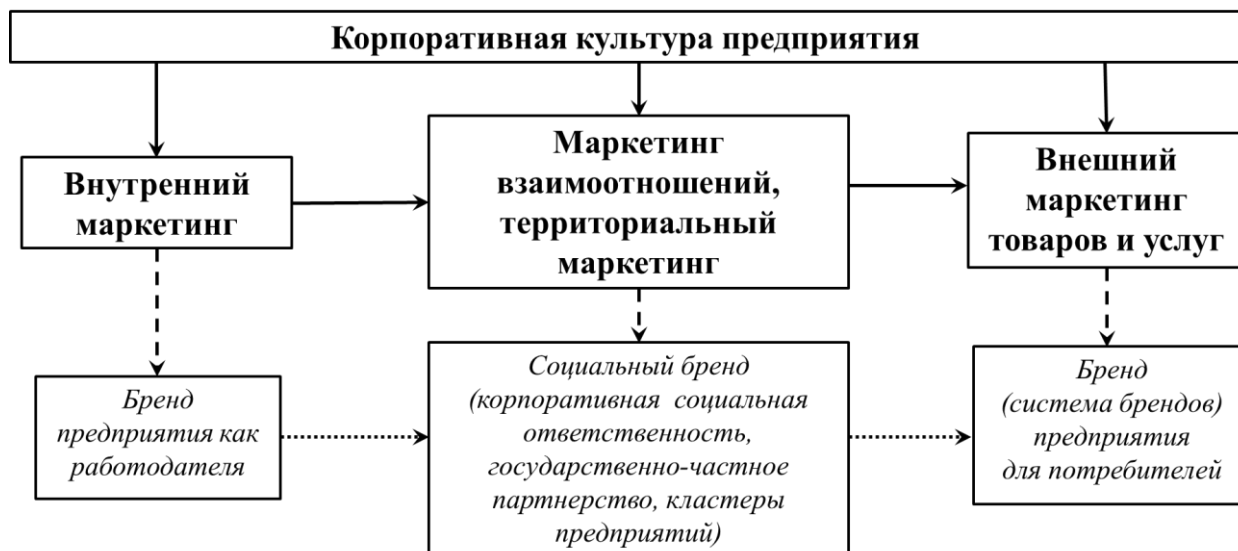 Корпоративная культура предприятия
Внутренний
маркетинг
Маркетинг
взаимоотношений,
территориальный
маркетинг
Внешний
маркетинг
товаров и услуг
Бренд
предприятия как
работодателя
Социальный бренд
(корпоративная социальная
ответственность,
государственно-частное
партнерство, кластеры
предприятий)
Бренд
(система брендов)
предприятия
для потребителей